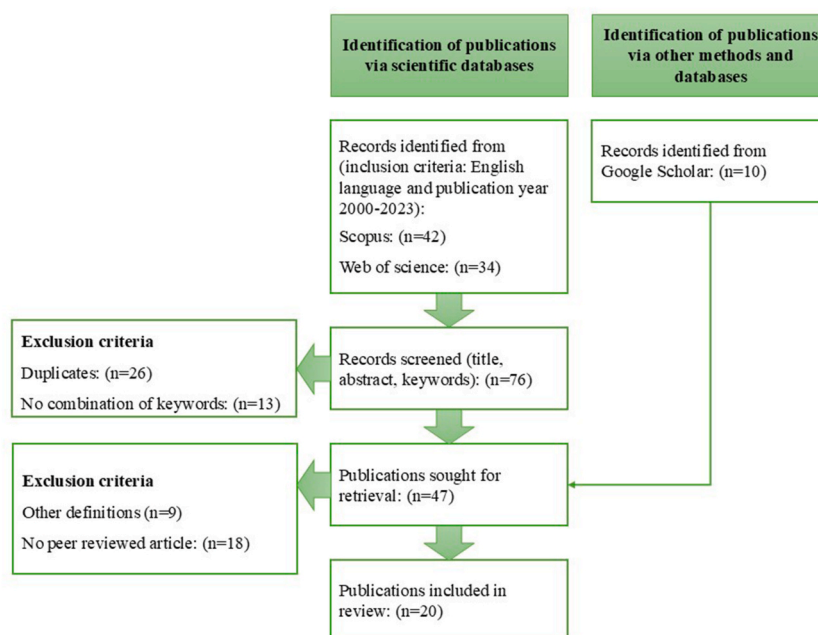 Identification of publications
via scientific databases
Identification of publications
via other methods and
databases
Records identified from
(inclusion criteria: English
language and publication year
2000-2023):
Scopus: (n=42)
Web of science: (n=34)
Records identified from
Google Scholar: (n=10)
Exclusion criteria
Duplicates: (n=26)
No combination of keywords: (n=13)
Records screened (title,
abstract, keywords): (n=76)
Exclusion criteria
Other definitions (n=9)
No peer reviewed article: (n=18)
Publications sought for
retrieval: (n=47)
Publications included in
review: (n=20)